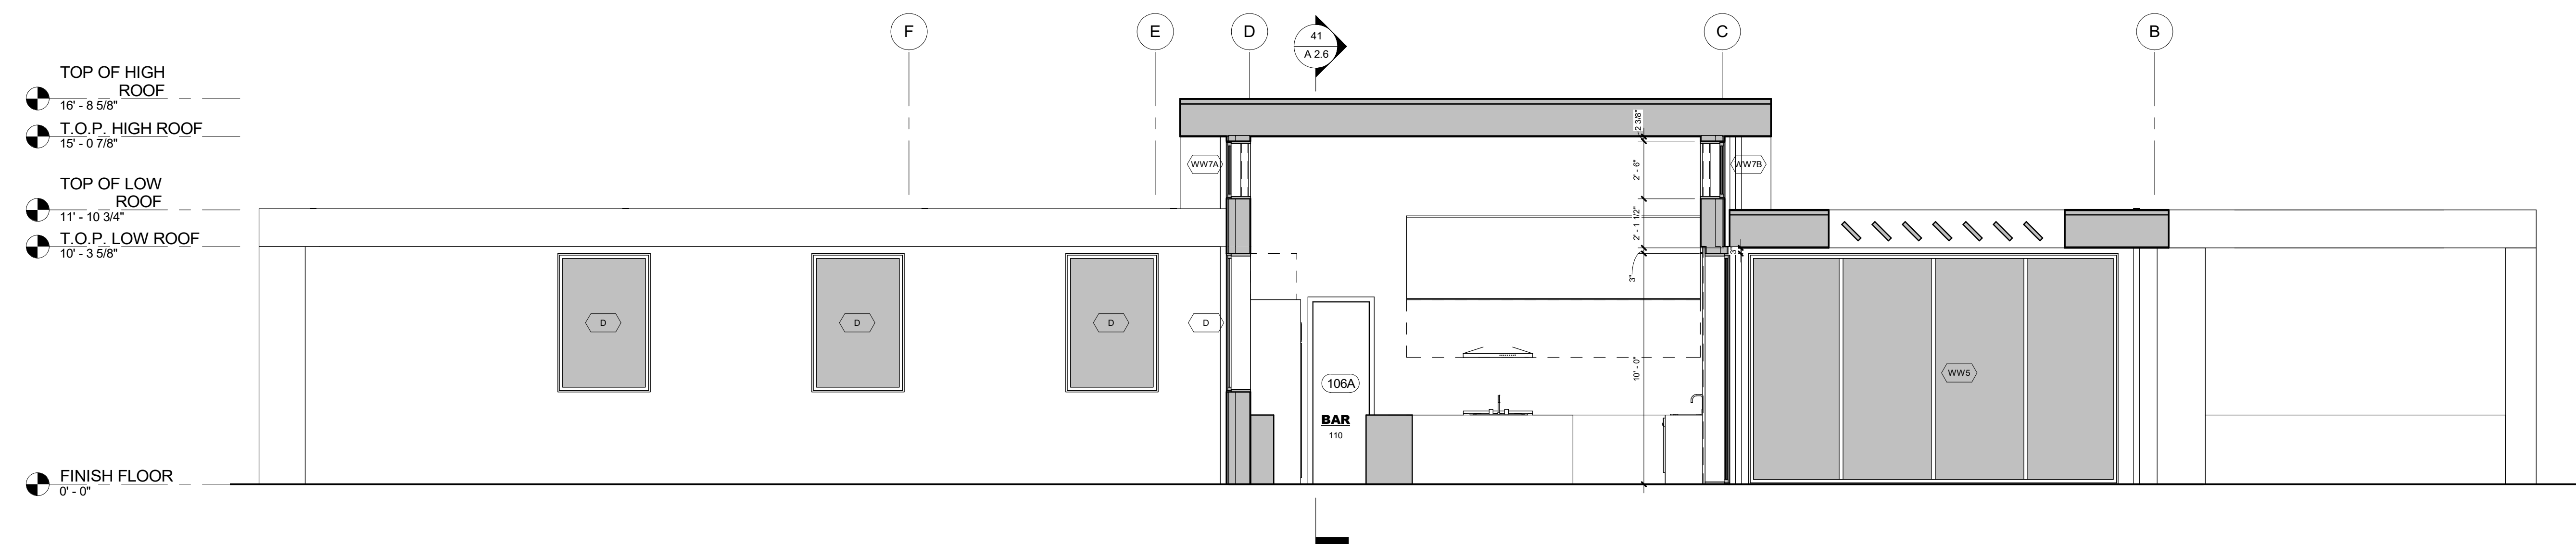 F
E
D
41
A 2.6
C
B
TOP OF HIGH
ROOF
16' - 8 5/8"
T.O.P. HIGH ROOF
15' - 0 7/8"
TOP OF LOW
ROOF
11' - 10 3/4"
T.O.P. LOW ROOF
10' - 3 5/8"
FINISH FLOOR
0' - 0"
WW7A
WW7B
2 3/8"
2' - 6"
2' - 1 1/2"
3"
3"
10' - 0"
D
D
D
D
106A
BAR
110
WW5